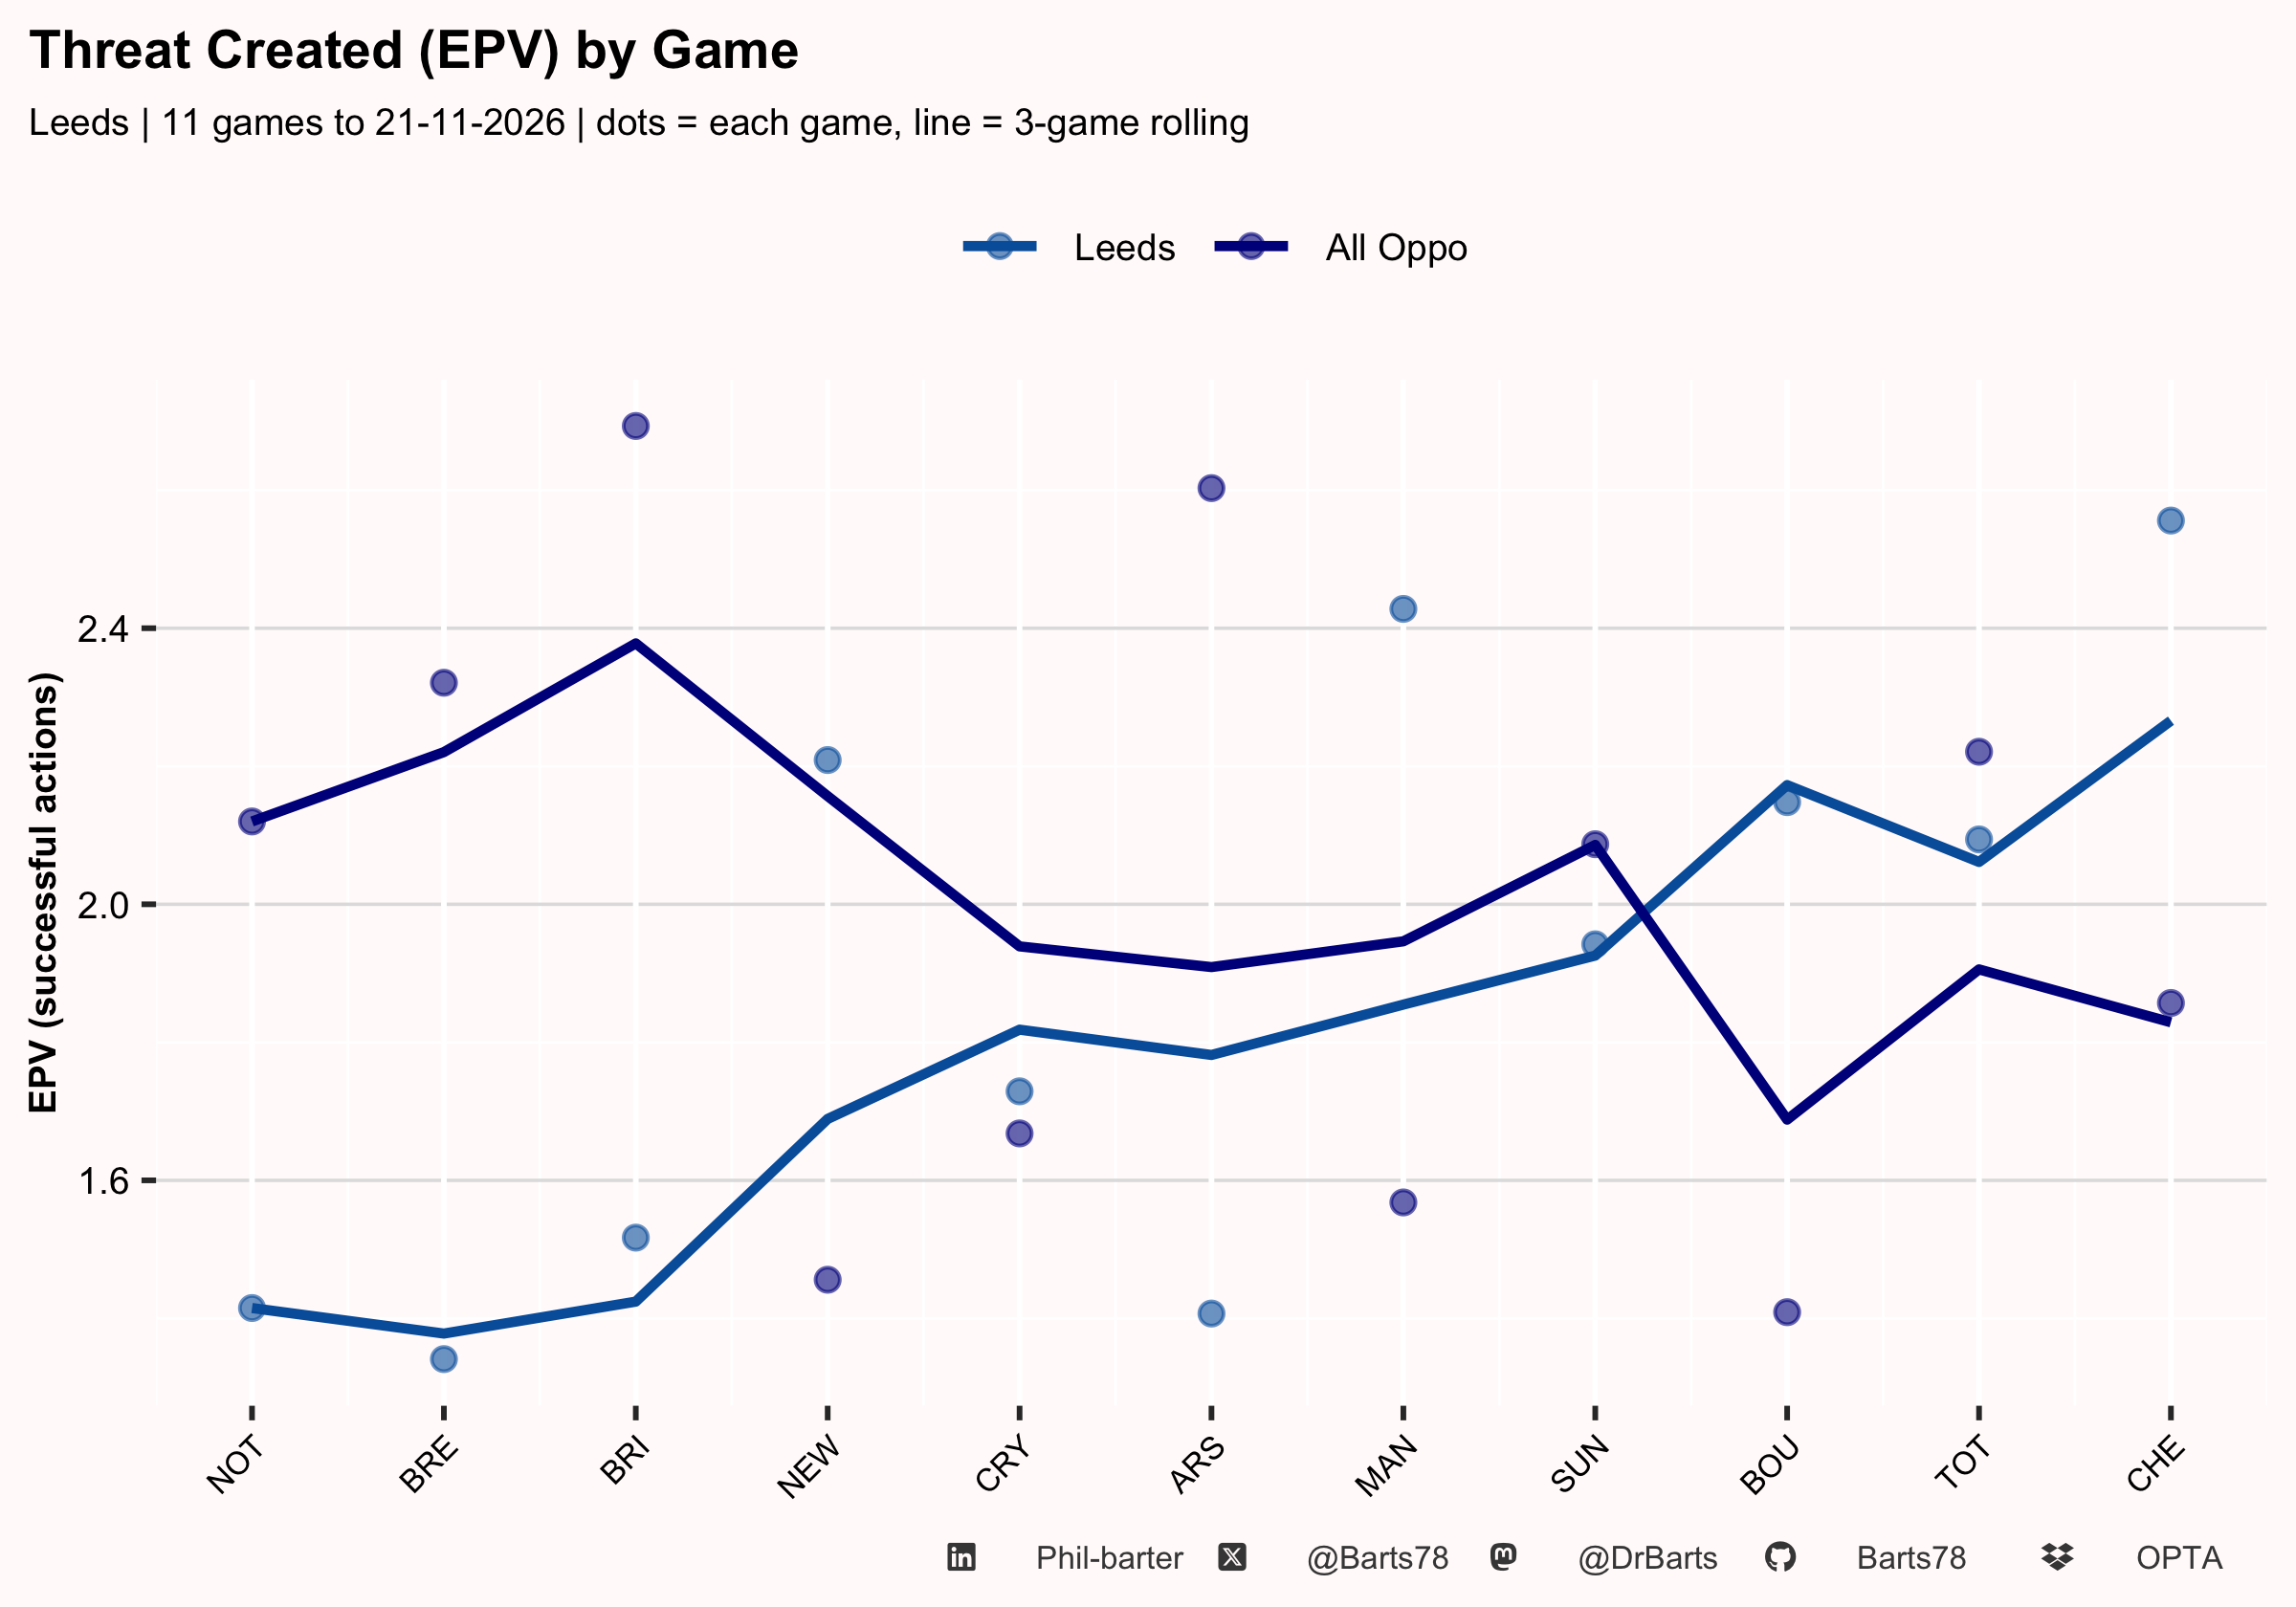 Threat Created (EPV) by Game
Leeds | 11 games to 21-11-2026 | dots = each game, line = 3-game rolling
Leeds
All Oppo
EPV (successful actions)
2.4
2.0
1.6
NOT
BRE
BRI
NEW
CRY
ARS
MAN
SUN
BOU
TOT
CHE
Phil-barter @Barts78 @DrBarts Barts78 OPTA